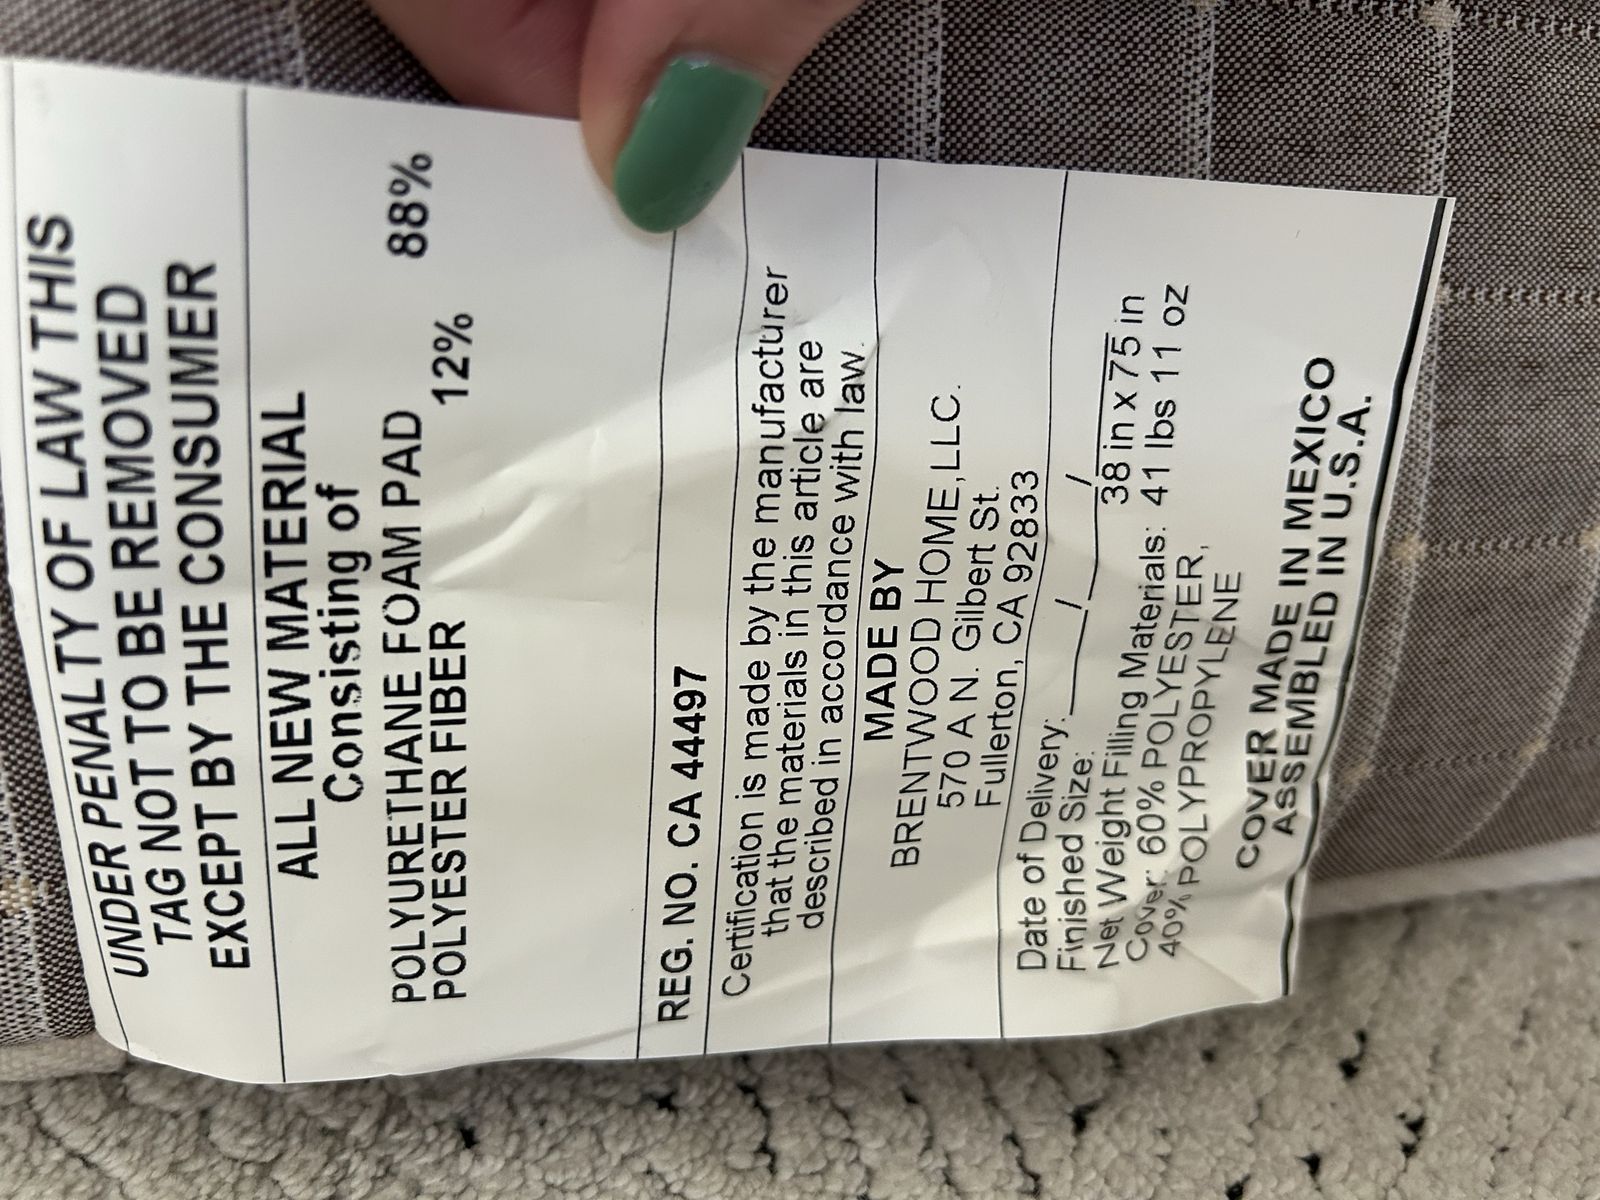 UNDER PENALTY OF LAW THIS
TAG NOT TO BE REMOVED
EXCEPT BY THE CONSUMER
ALL NEW MATERIAL
Consisting of
POLYURETHANE FOAM PAD 88%
POLYESTER FIBER 12%
REG. NO. CA 44497
Certification is made by the manufacturer
that the materials in this article are
described in accordance with law.
MADE BY
BRENTWOOD HOME, LLC.
570 A N. Gilbert St.
Fullerton, CA 92833
Date of Delivery:____/____/____
Finished Size: 38 in x 75 in
Net Weight Filling Materials: 41 lbs 11 oz
Cover: 60% POLYESTER,
40% POLYPROPYLENE
COVER MADE IN MEXICO
ASSEMBLED IN U.S.A.